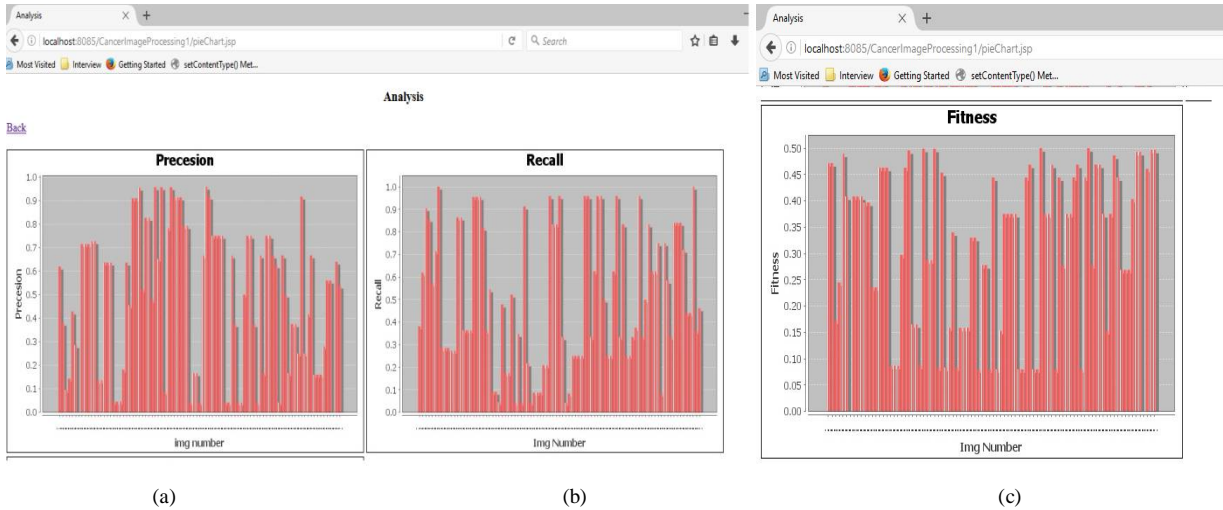 Analysis
localhost:8085/CancerImageProcessing1/pieChart.jsp
Search
Most Visited Interview Getting Started setContentType() Met...
Analysis
Back
Precesion
1.0
0.9
0.8
0.7
0.6
0.5
0.4
0.3
0.2
0.1
0.0
Precesion
img number
Recall
1.0
0.9
0.8
0.7
0.6
0.5
0.4
0.3
0.2
0.1
0.0
Recall
Img Number
Analysis
localhost:8085/CancerImageProcessing1/pieChart.jsp
Most Visited Interview Getting Started setContentType() Met...
Fitness
0.50
0.45
0.40
0.35
0.30
0.25
0.20
0.15
0.10
0.05
0.00
Fitness
Img Number
(a)
(b)
(c)